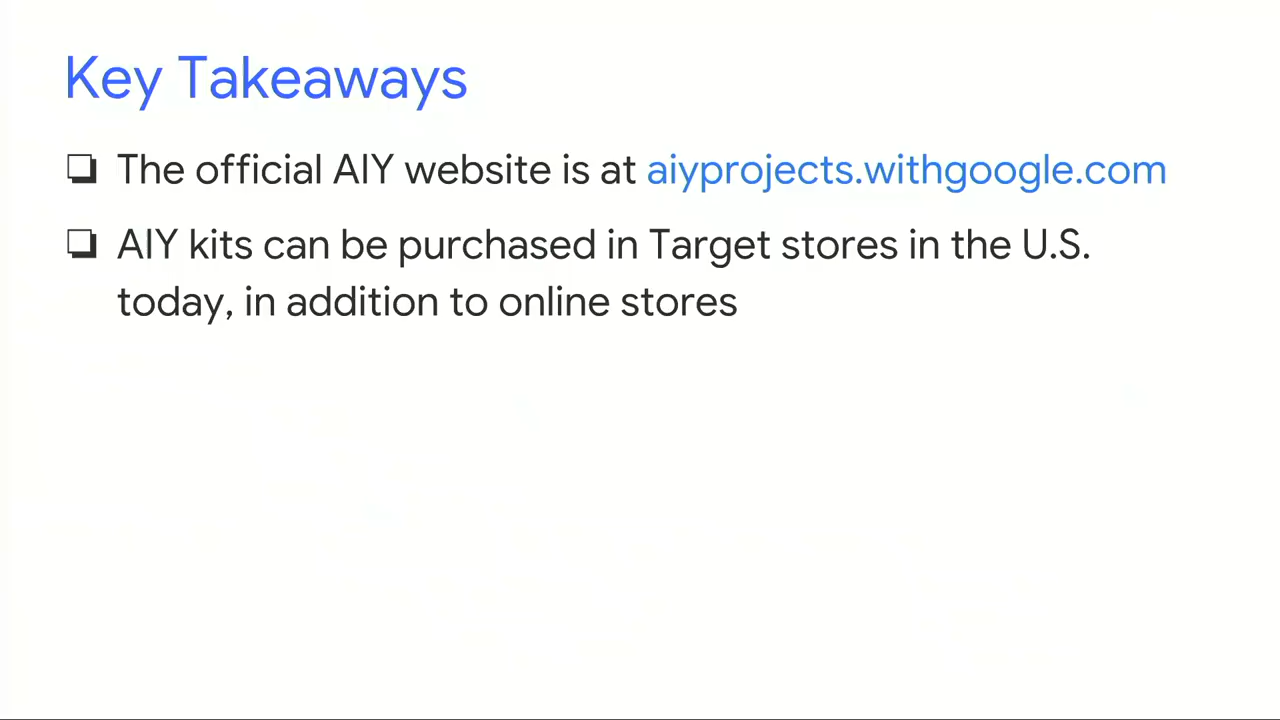 Key Takeaways
❏ The official AIY website is at aiyprojects.withgoogle.com
❏ AIY kits can be purchased in Target stores in the U.S.
today, in addition to online stores